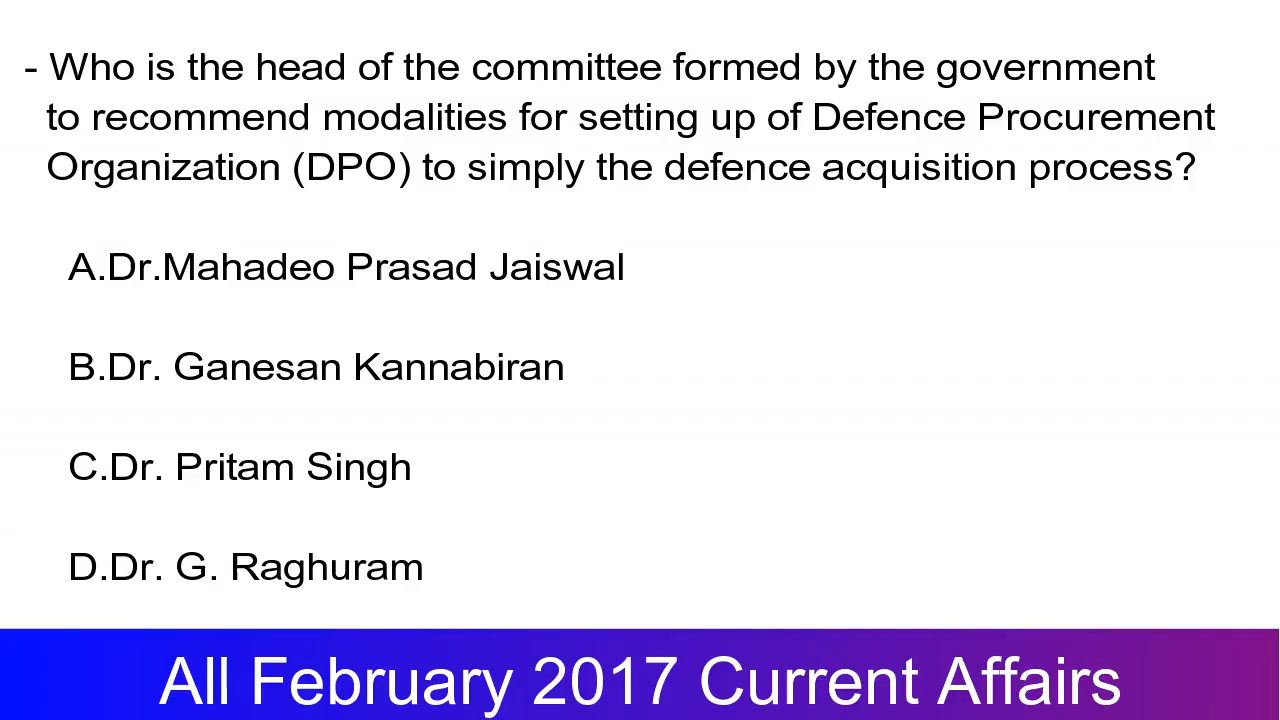 - Who is the head of the committee formed by the government
to recommend modalities for setting up of Defence Procurement
Organization (DPO) to simply the defence acquisition process?
A.Dr.Mahadeo Prasad Jaiswal
B.Dr. Ganesan Kannabiran
C.Dr. Pritam Singh
D.Dr. G. Raghuram
All February 2017 Current Affairs